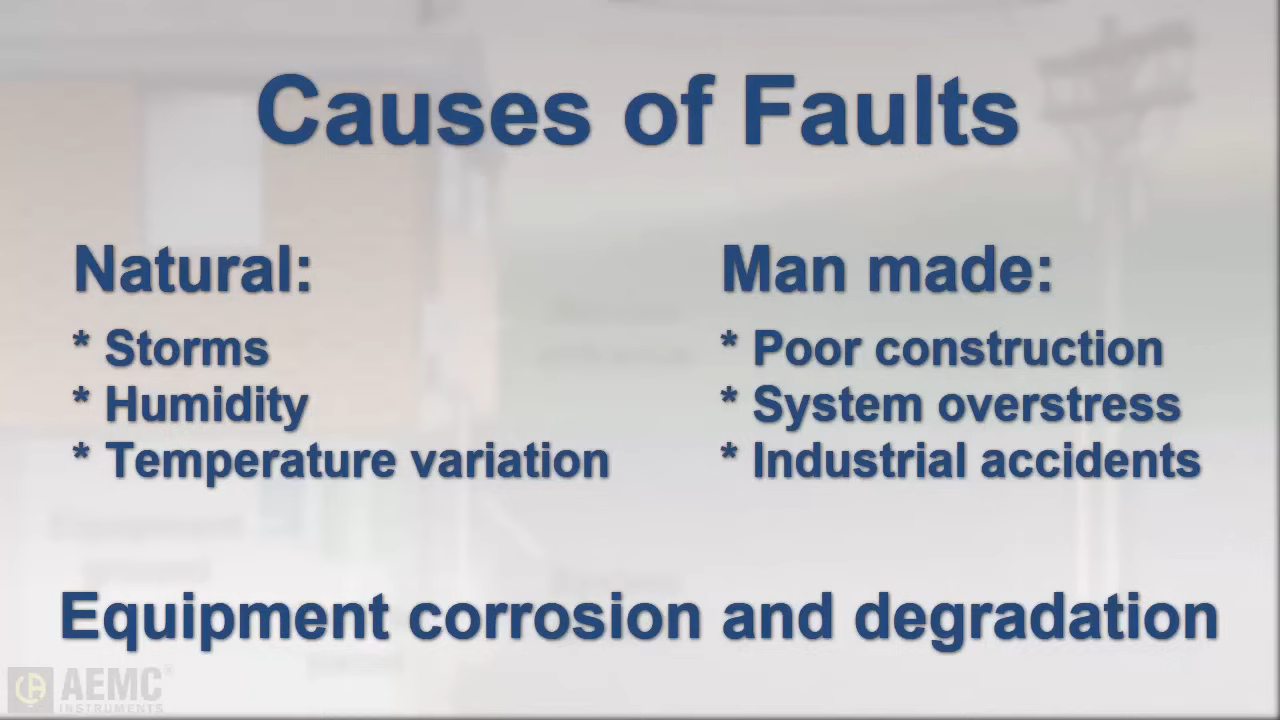 Causes of Faults
Natural:
* Storms
* Humidity
* Temperature variation
Man made:
* Poor construction
* System overstress
* Industrial accidents
Equipment corrosion and degradation
AEMC®
INSTRUMENTS